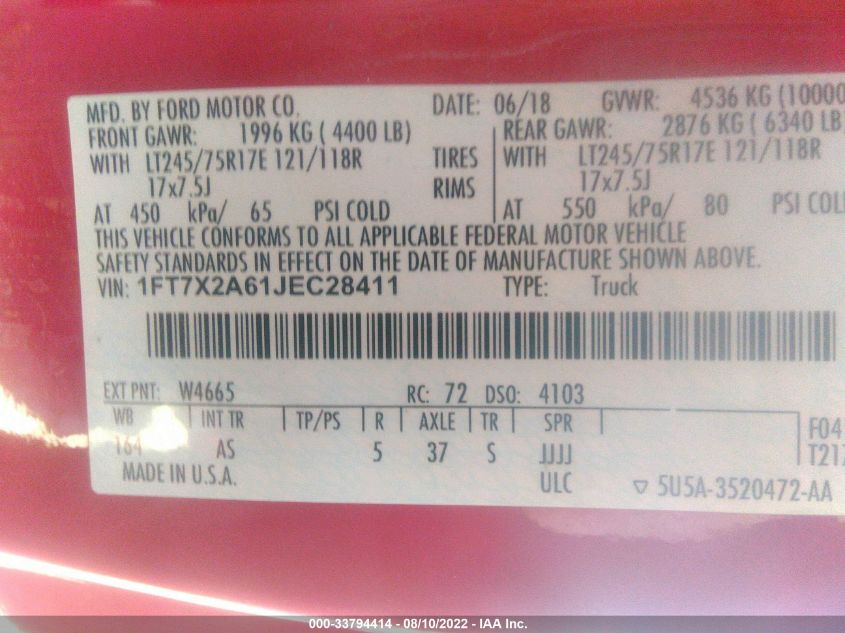 MFD. BY FORD MOTOR CO. DATE: 06/18 GVWR: 4536 KG (10000
FRONT GAWR: 1996 KG ( 4400 LB) REAR GAWR: 2876 KG ( 6340 LB)
WITH LT245/75R17E 121/118R TIRES WITH LT245/75R17E 121/118R
17x7.5J RIMS 17x7.5J
AT 450 kPa/ 65 PSI COLD AT 550 kPa/ 80 PSI COL
THIS VEHICLE CONFORMS TO ALL APPLICABLE FEDERAL MOTOR VEHICLE
SAFETY STANDARDS IN EFFECT ON THE DATE OF MANUFACTURE SHOWN ABOVE.
VIN: 1FT7X2A61JEC28411 TYPE: Truck
EXT PNT: W4665 RC: 72 DSO: 4103
WB INT TR TP/PS R AXLE TR SPR F04
164 AS 5 37 S JJJJ T217
MADE IN U.S.A. ULC ▽ 5U5A-3520472-AA
000-33794414 - 08/10/2022 - IAA Inc.